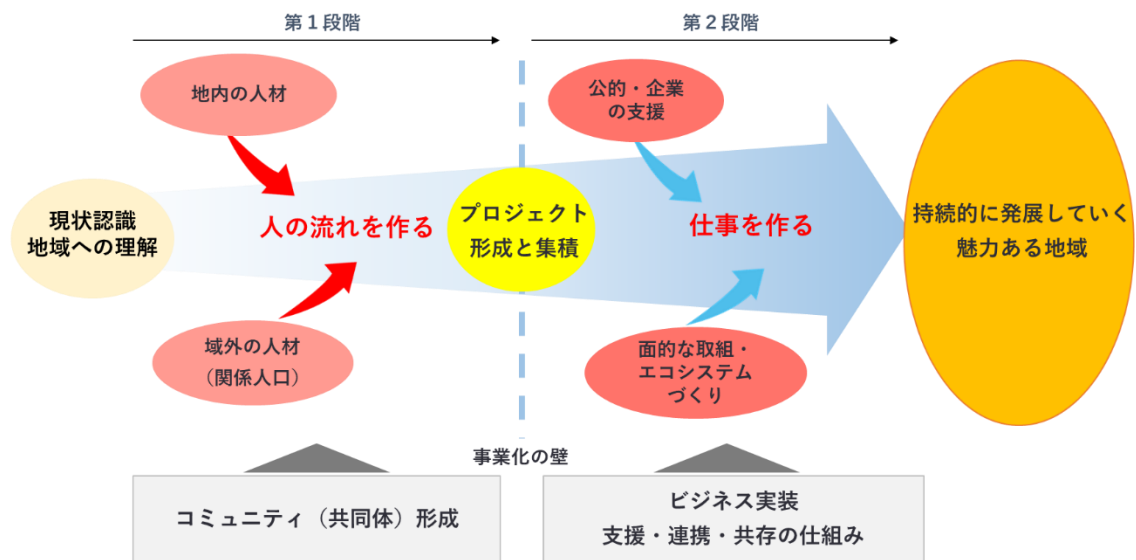 第１段階
第２段階
地内の人材
公的・企業
の支援
現状認識
地域への理解
人の流れを作る
プロジェクト
形成と集積
仕事を作る
持続的に発展していく
魅力ある地域
域外の人材
（関係人口）
面的な取組・
エコシステム
づくり
事業化の壁
コミュニティ（共同体）形成
ビジネス実装
支援・連携・共存の仕組み